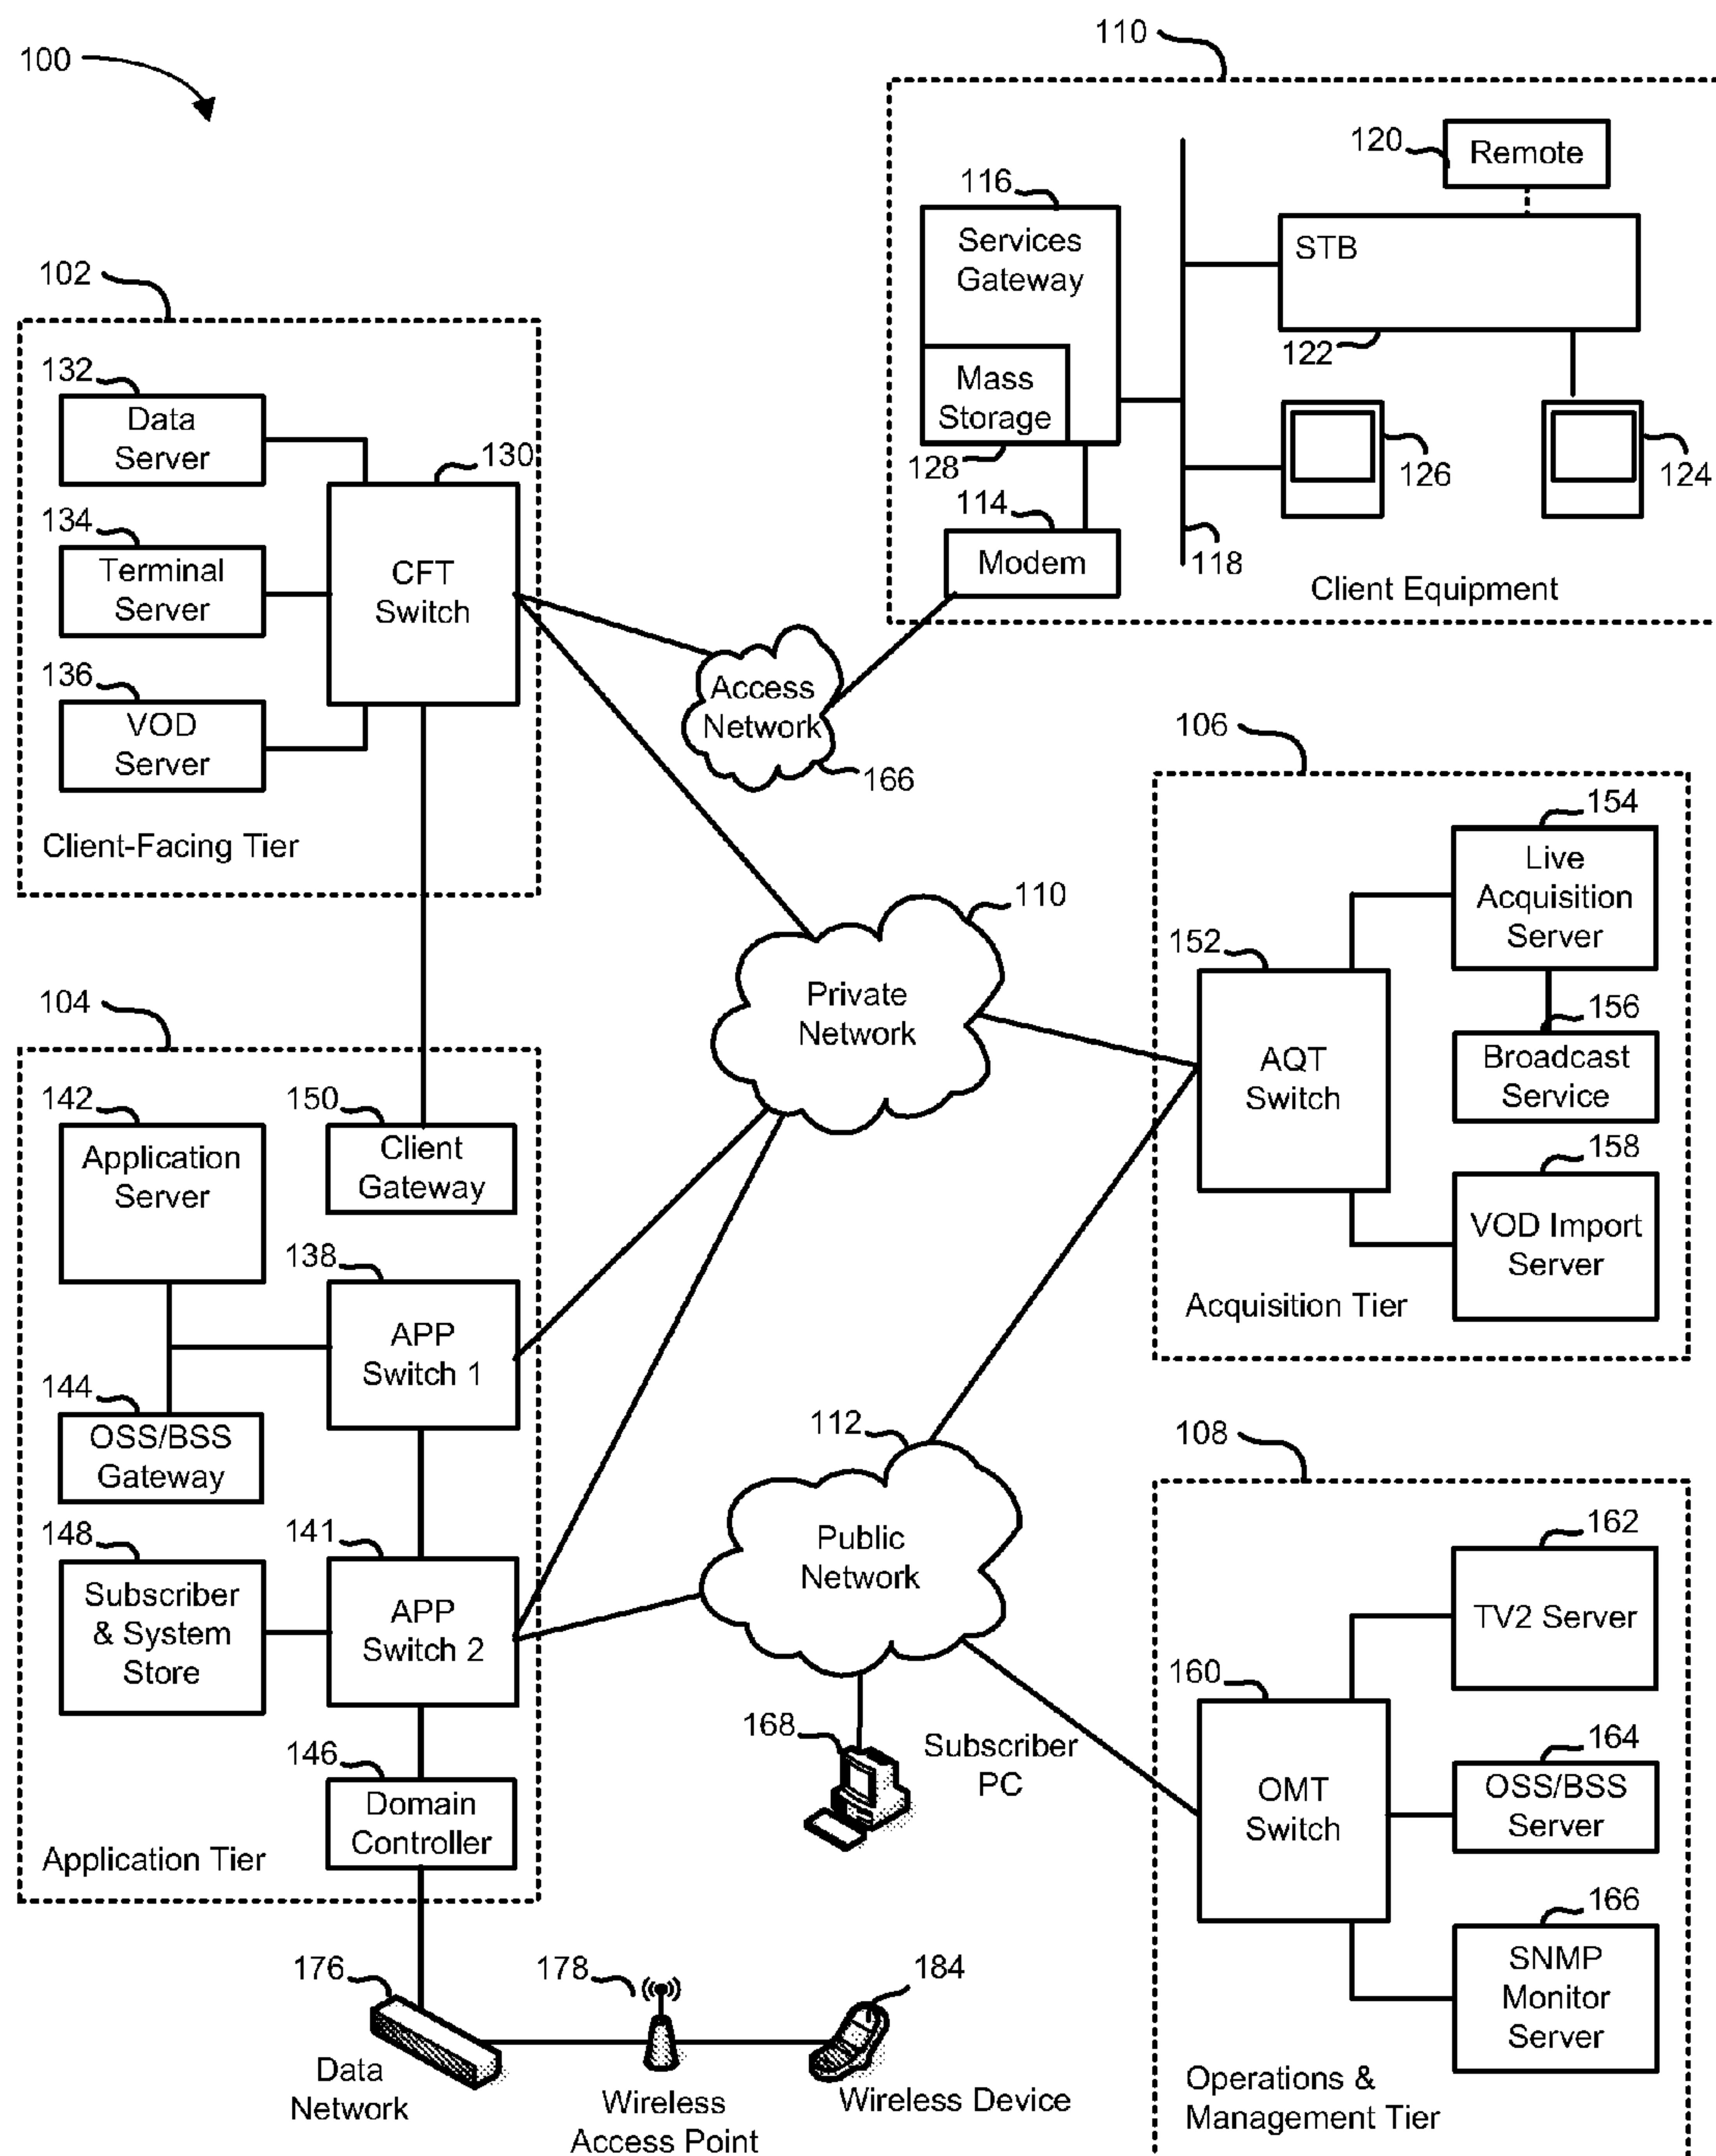 100
110
120
Remote
116
Services
Gateway
STB
122
Mass
Storage
128
126
124
114
Modem
118
Client Equipment
102
132
Data
Server
130
134
Terminal
Server
CFT
Switch
136
VOD
Server
Client-Facing Tier
Access
Network
166
106
154
Live
Acquisition
Server
152
AQT
Switch
156
Broadcast
Service
158
VOD Import
Server
Acquisition Tier
110
Private
Network
104
142
Application
Server
150
Client
Gateway
138
APP
Switch 1
144
OSS/BSS
Gateway
148
Subscriber
& System
Store
141
APP
Switch 2
146
Domain
Controller
Application Tier
112
Public
Network
168
Subscriber
PC
108
162
TV2 Server
160
OMT
Switch
164
OSS/BSS
Server
166
SNMP
Monitor
Server
Operations &
Management Tier
176
Data
Network
178
Wireless
Access Point
184
Wireless Device